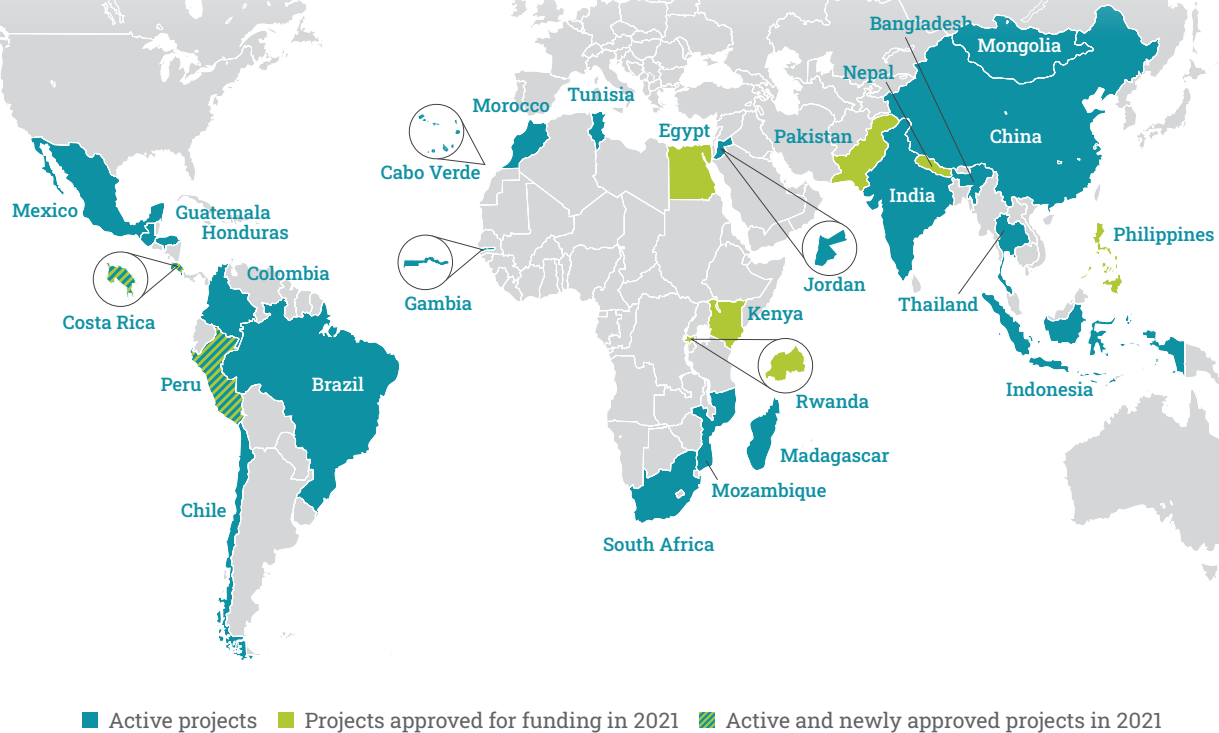 Bangladesh
Mongolia
Nepal
Morocco
Tunisia
Egypt
Pakistan
China
Cabo Verde
India
Mexico
Guatemala
Honduras
Philippines
Colombia
Jordan
Gambia
Thailand
Costa Rica
Kenya
Peru
Brazil
Indonesia
Rwanda
Madagascar
Mozambique
Chile
South Africa
Active projects
Projects approved for funding in 2021
Active and newly approved projects in 2021